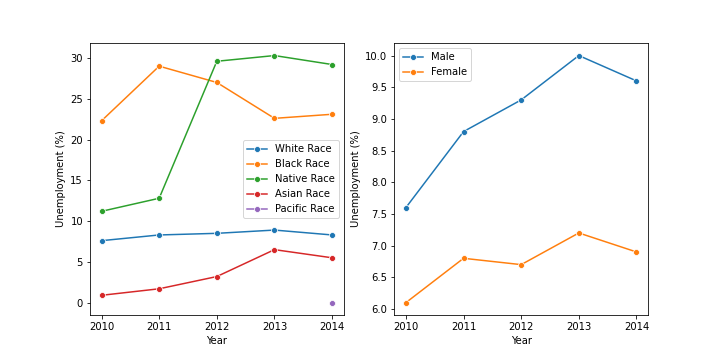 30
25
20
15
10
5
0
Unemployment (%)
White Race
Black Race
Native Race
Asian Race
Pacific Race
2010 2011 2012 2013 2014
Year
10.0
9.5
9.0
8.5
8.0
7.5
7.0
6.5
6.0
Unemployment (%)
Male
Female
2010 2011 2012 2013 2014
Year